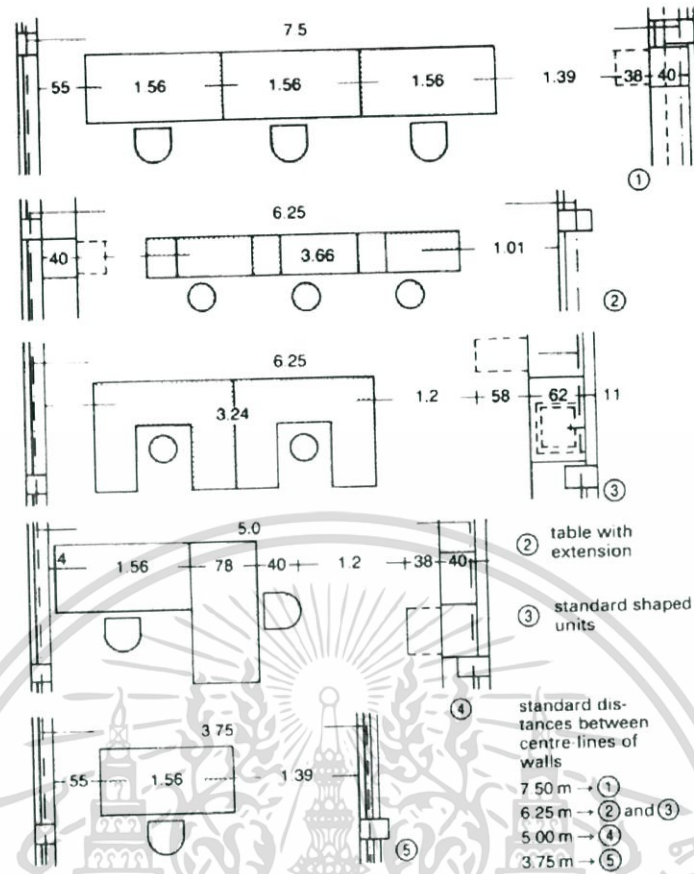 7.5
55 1.56 1.56 1.56 1.39 38 40
①
6.25
40 3.66 1.01
②
6.25
3.24 1.2 58 62 11
③
5.0
4 1.56 78 40 1.2 38 40
② table with
extension
③ standard shaped
units
④
3.75
55 1.56 1.39
⑤
standard dis-
tances between
centre-lines of
walls
7.50 m → ①
6.25 m → ② and ③
5.00 m → ④
3.75 m → ⑤